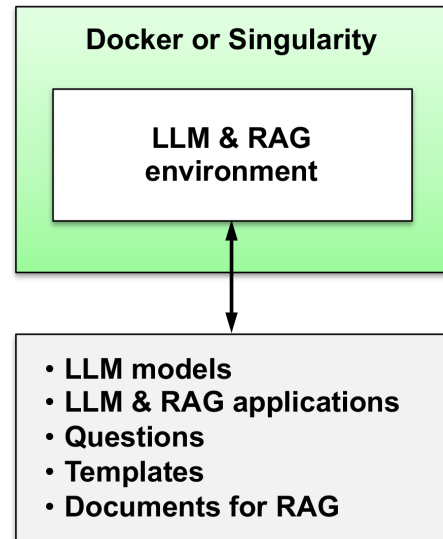 Docker or Singularity
LLM & RAG
environment
• LLM models
• LLM & RAG applications
• Questions
• Templates
• Documents for RAG